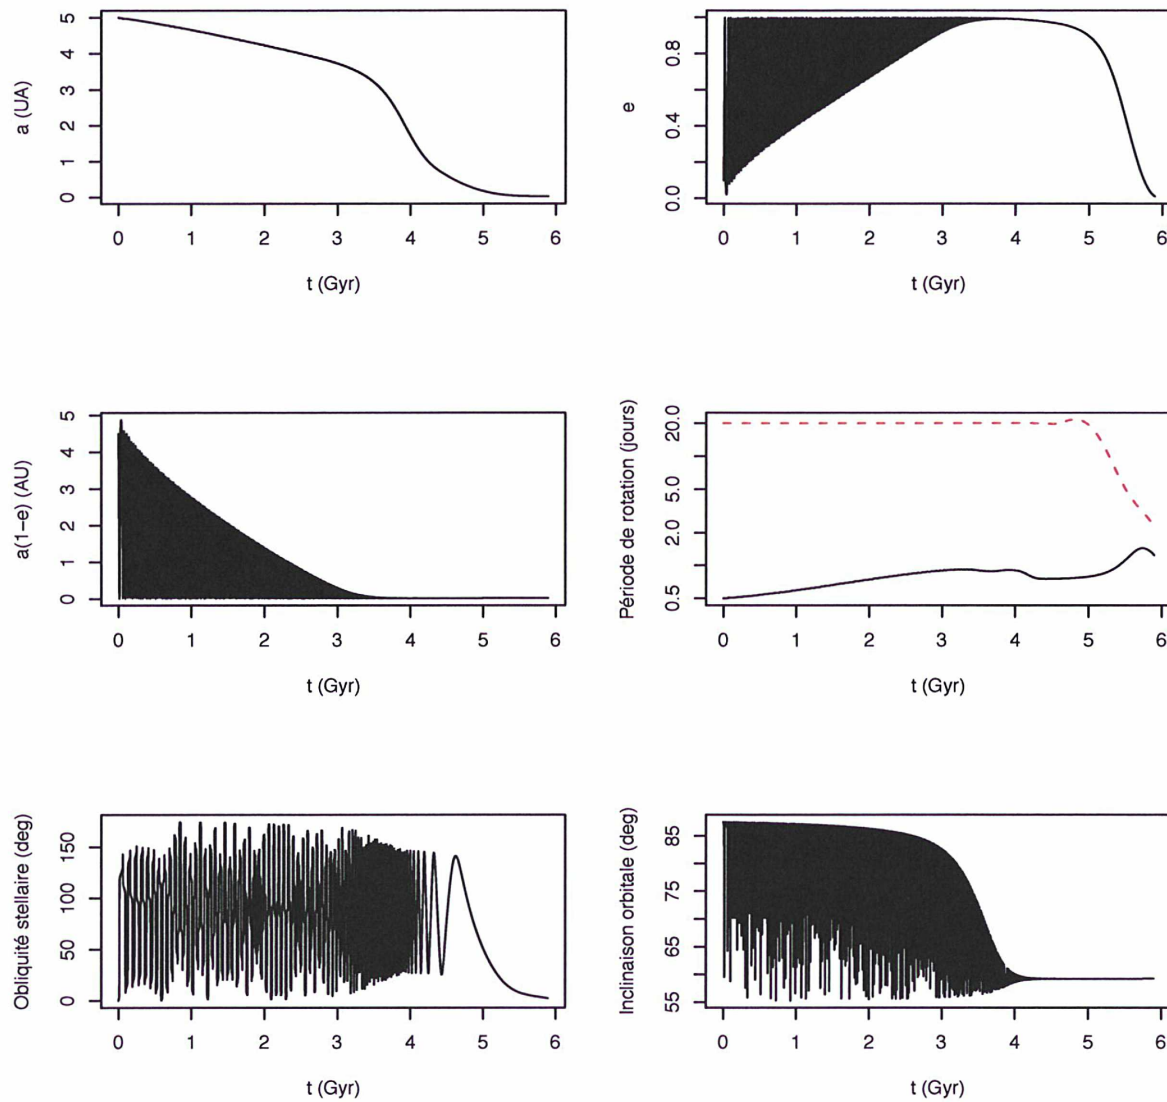 a (UA)
0 1 2 3 4 5
0 1 2 3 4 5 6
t (Gyr)
e
0.0 0.4 0.8
0 1 2 3 4 5 6
t (Gyr)
a(1−e) (AU)
0 1 2 3 4 5
0 1 2 3 4 5 6
t (Gyr)
Période de rotation (jours)
0.5 2.0 5.0 20.0
0 1 2 3 4 5 6
t (Gyr)
Obliquité stellaire (deg)
0 50 100 150
0 1 2 3 4 5 6
t (Gyr)
Inclinaison orbitale (deg)
55 65 75 85
0 1 2 3 4 5 6
t (Gyr)